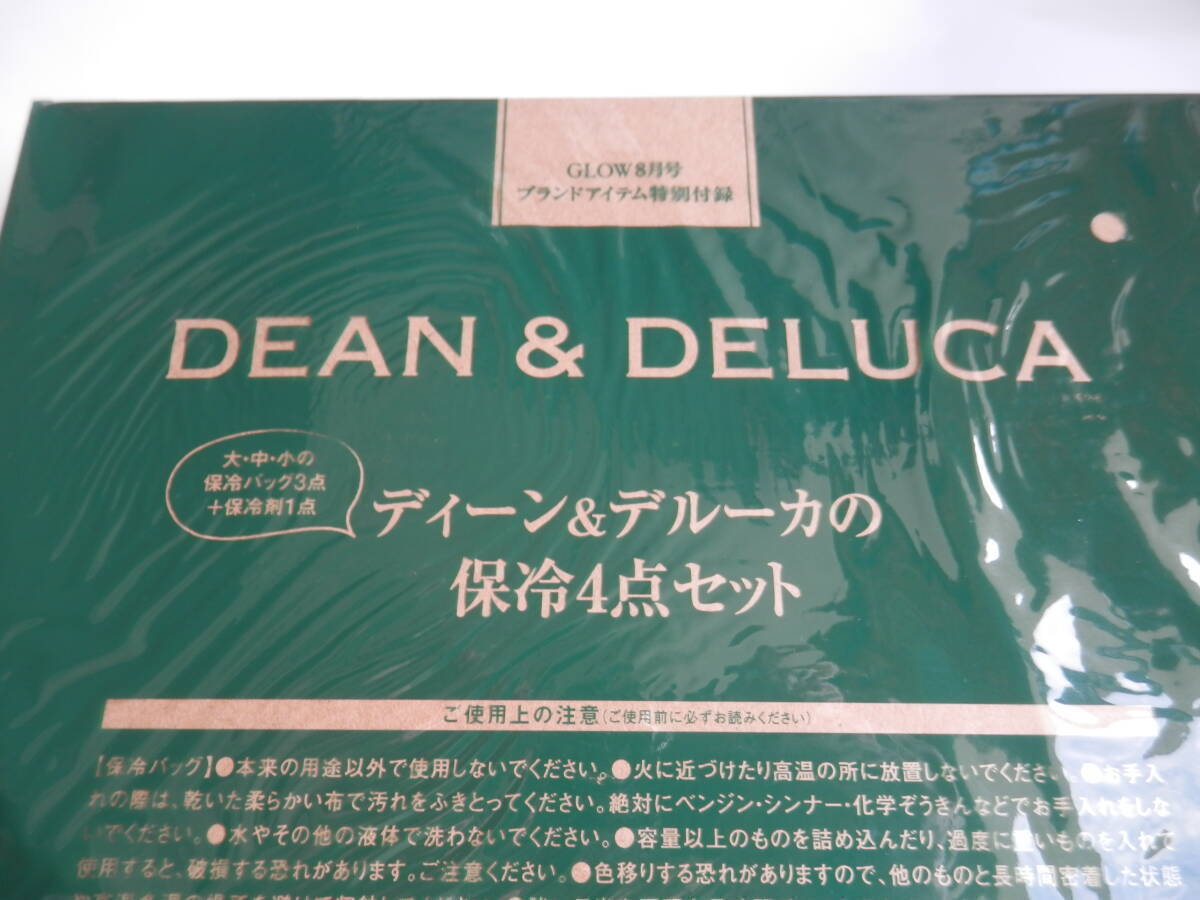 GLOW8月号
ブランドアイテム特別付録
DEAN & DELUCA
大・中・小の
保冷バッグ3点
+保冷剤1点
ディーン&デルーカの
保冷4点セット
ご使用上の注意(ご使用前に必ずお読みください)
【保冷バッグ】●本来の用途以外で使用しないでください。●火に近づけたり高温の所に放置しないでください。●お手入
れの際は、乾いた柔らかい布で汚れをふきとってください。絶対にベンジン・シンナー・化学ぞうきんなどでお手入れをしな
いでください。●水やその他の液体で洗わないでください。●容量以上のものを詰め込んだり、過度に重いものを入れて
使用すると、破損する恐れがあります。ご注意ください。●色移りする恐れがありますので、他のものと長時間密着した状態